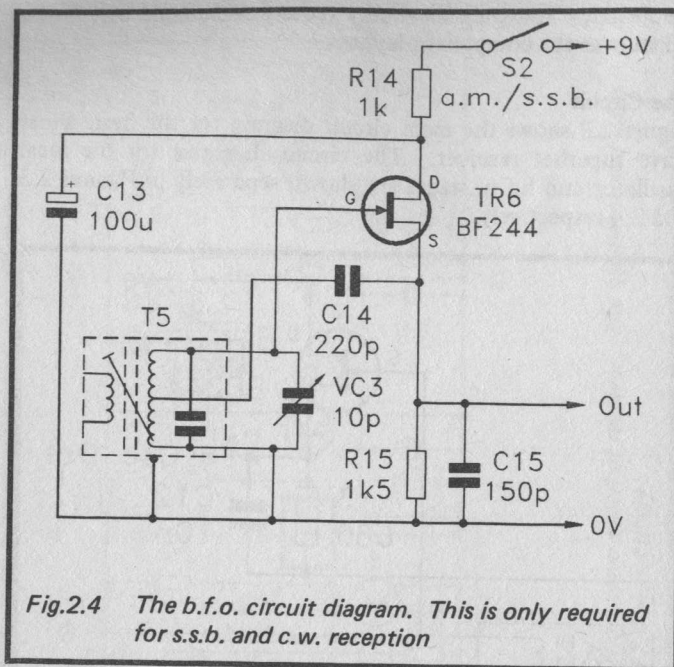 +9V
S2
a.m./s.s.b.
R14
1k
C13
100u
D
G
S
TR6
BF244
C14
220p
T5
VC3
10p
Out
R15
1k5
C15
150p
0V
Fig.2.4 The b.f.o. circuit diagram. This is only required
for s.s.b. and c.w. reception